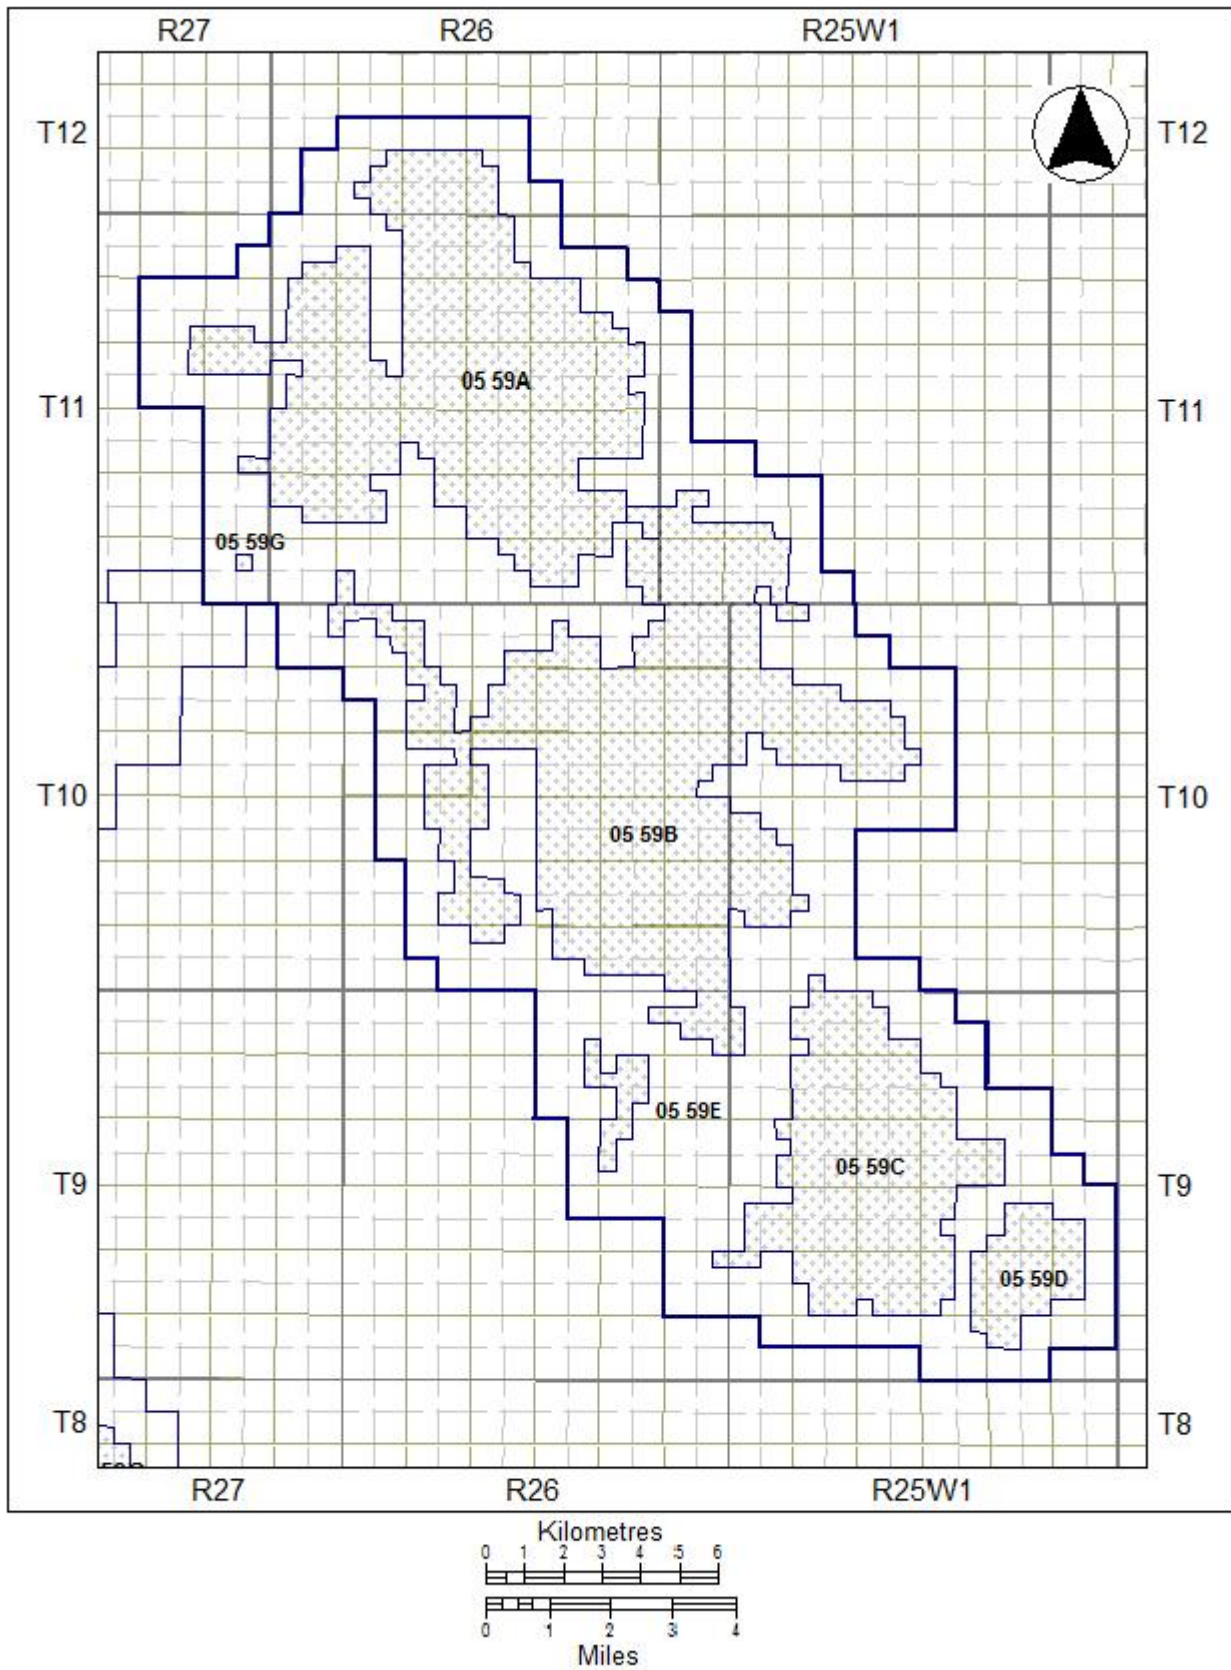 R27 R26 R25W1
T12 T12
05 59A
T11 T11
05 59G
T10 T10
05 59B
05 59E
05 59C
T9 T9
05 59D
T8 T8
R27 R26 R25W1
Kilometres
0 1 2 3 4 5 6
0 1 2 3 4
Miles